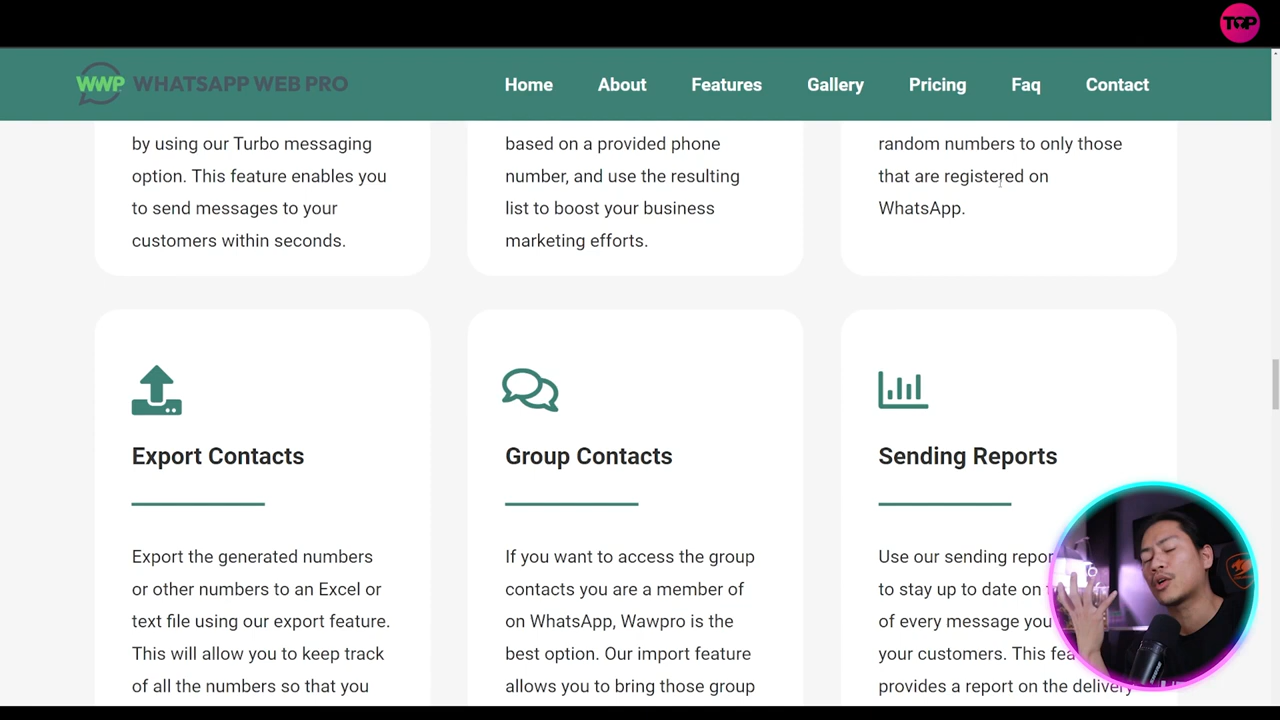 TOP
WWP WHATSAPP WEB PRO
Home About Features Gallery Pricing Faq Contact
by using our Turbo messaging
option. This feature enables you
to send messages to your
customers within seconds.
based on a provided phone
number, and use the resulting
list to boost your business
marketing efforts.
random numbers to only those
that are registered on
WhatsApp.
Export Contacts
Export the generated numbers
or other numbers to an Excel or
text file using our export feature.
This will allow you to keep track
of all the numbers so that you
Group Contacts
If you want to access the group
contacts you are a member of
on WhatsApp, Wawpro is the
best option. Our import feature
allows you to bring those group
Sending Reports
Use our sending repor
to stay up to date on
of every message you
your customers. This fea
provides a report on the delivery